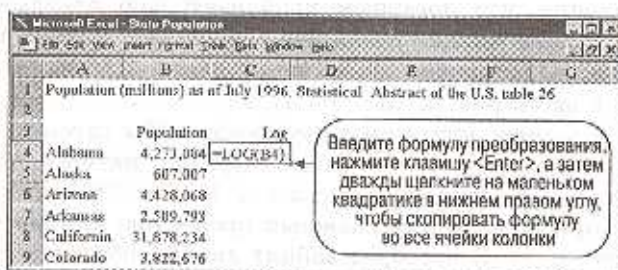 Microsoft Excel - State Population
File Edit View Insert Format Tools Data Window Help
A B C D E F G
1 Population (millions) as of July 1996, Statistical Abstract of the U.S. table 26
2
3 Population Log
4 Alabama 4,273,084 =LOG(B4)
5 Alaska 607,007
6 Arizona 4,428,068
7 Arkansas 2,509,793
8 California 31,878,234
9 Colorado 3,822,676
Введите формулу преобразования,
нажмите клавишу <Enter>, а затем
дважды щелкните на маленьком
квадратике в нижнем правом углу,
чтобы скопировать формулу
во все ячейки колонки